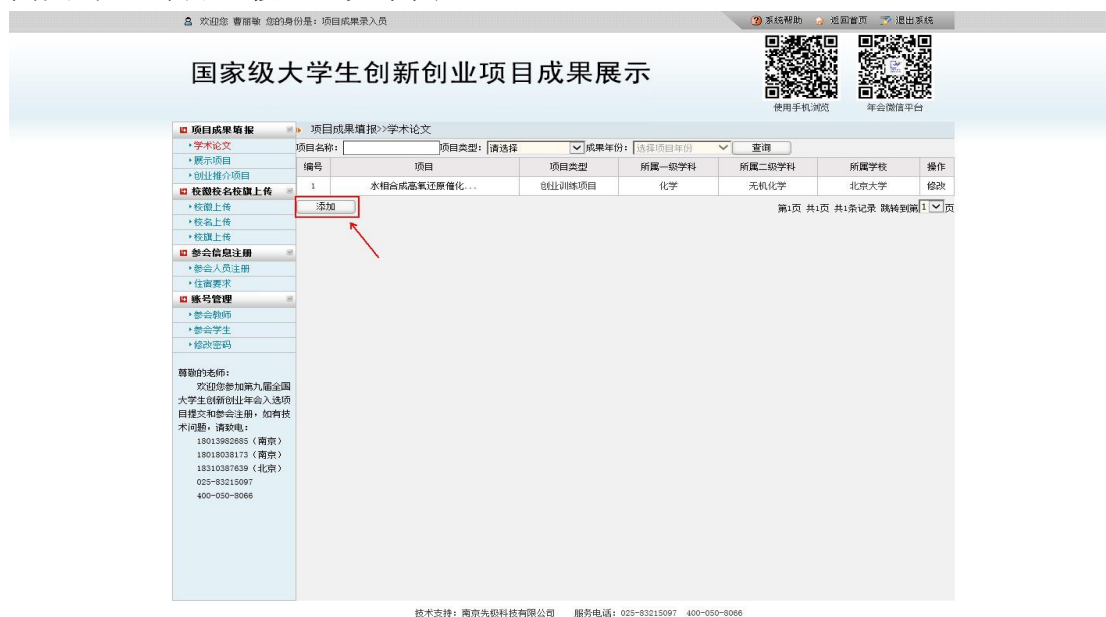 欢迎您 曹丽敏 您的身份是：项目成果录入员
系统帮助 返回首页 退出系统
国家级大学生创新创业项目成果展示
使用手机浏览 年会微信平台
项目成果填报
学术论文
展示项目
创业推介项目
校徽校名校旗上传
校徽上传
校名上传
校旗上传
参会信息注册
参会人员注册
住宿要求
账号管理
参会教师
参会学生
修改密码
尊敬的老师：
欢迎您参加第九届全国
大学生创新创业年会入选项
目提交和参会注册，如有技
术问题，请致电：
18013982685（南京）
18018038173（南京）
18310387639（北京）
025-83215097
400-050-8066
项目成果填报>>学术论文
项目名称： 项目类型：请选择 成果年份：选择项目年份 查询
编号 项目 项目类型 所属一级学科 所属二级学科 所属学校 操作
1 水相合成高氧还原催化... 创业训练项目 化学 无机化学 北京大学 修改
添加 第1页 共1页 共1条记录 跳转到第1页
技术支持：南京先极科技有限公司 服务电话：025-83215097 400-050-8066